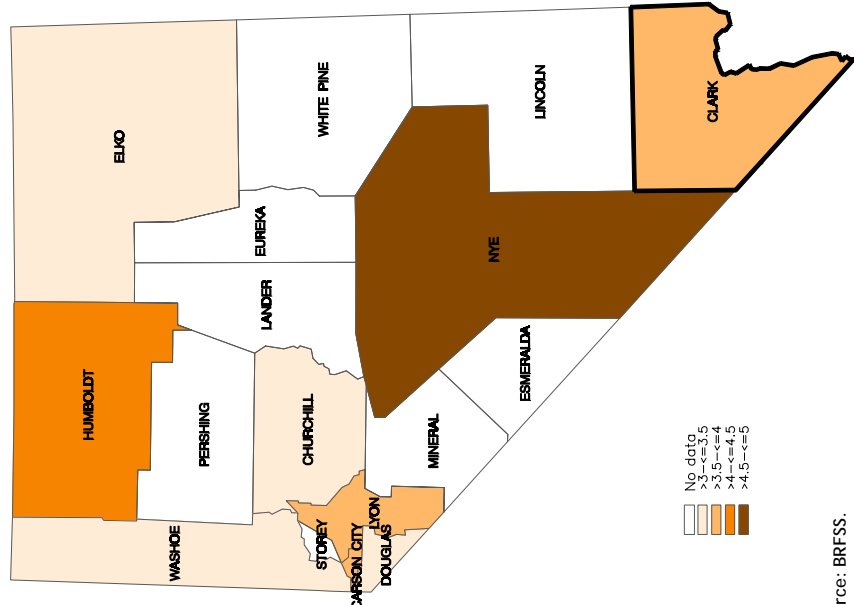 ELKO
WHITE PINE
LINCOLN
CLARK
EUREKA
NYE
LANDER
ESMERALDA
HUMBOLDT
PERSHING
CHURCHILL
MINERAL
WASHOE
STOREY
LYON
CARSON CITY
DOUGLAS
No data
>3-<=3.5
>3.5-<=4
>4-<=4.5
>4.5-<=5
rce: BRFSS.